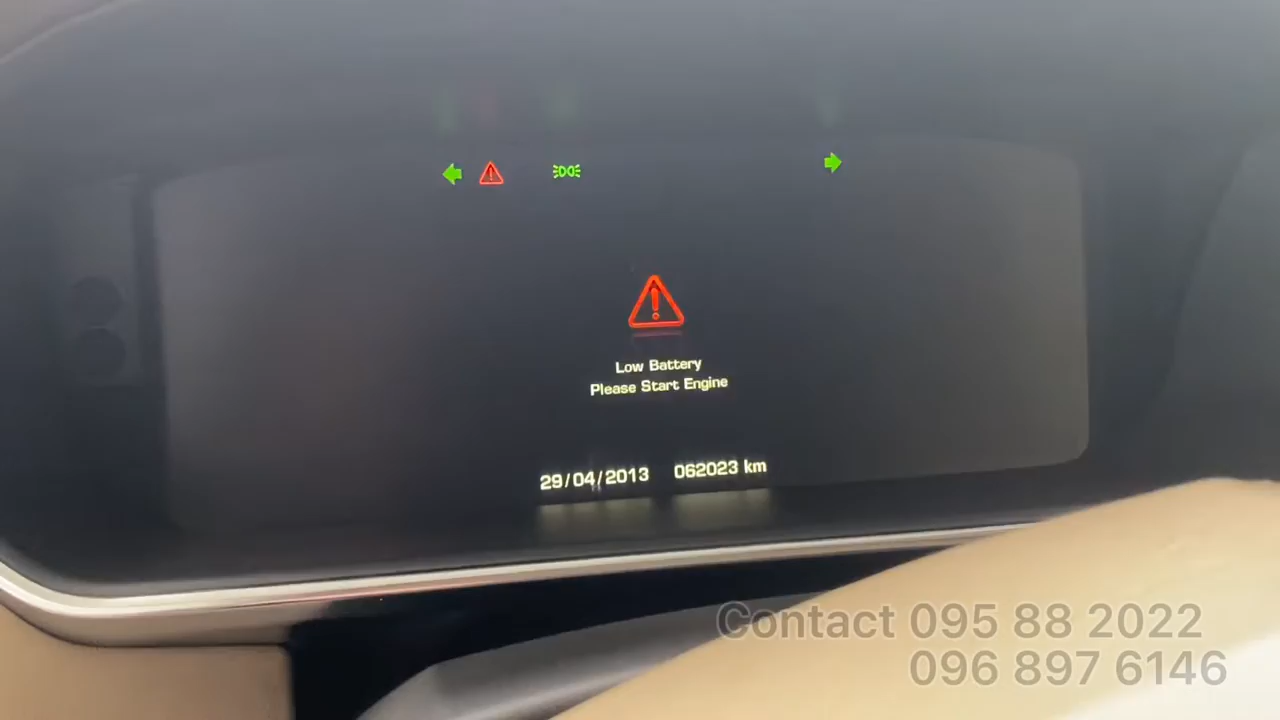 Low Battery
Please Start Engine
29/04/2013 062023 km
Contact 095 88 2022
096 897 6146